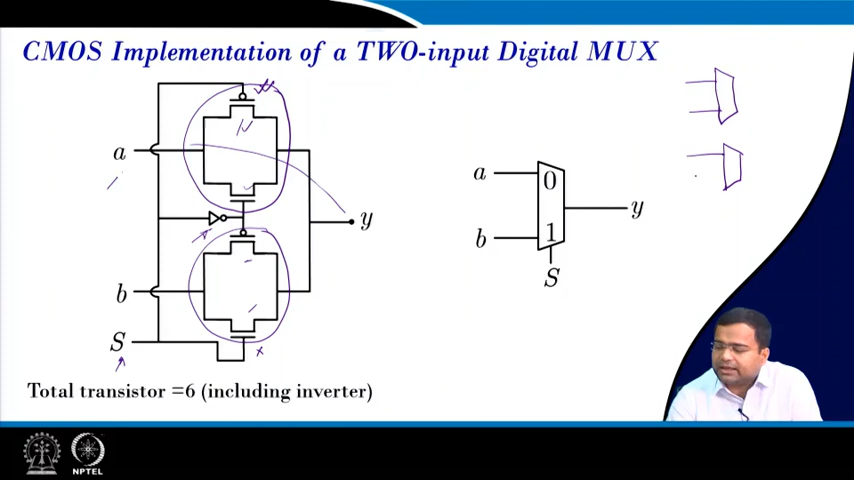 CMOS Implementation of a TWO-input Digital MUX
a
b
S
y
a
b
0
1
S
y
Total transistor =6 (including inverter)
NPTEL